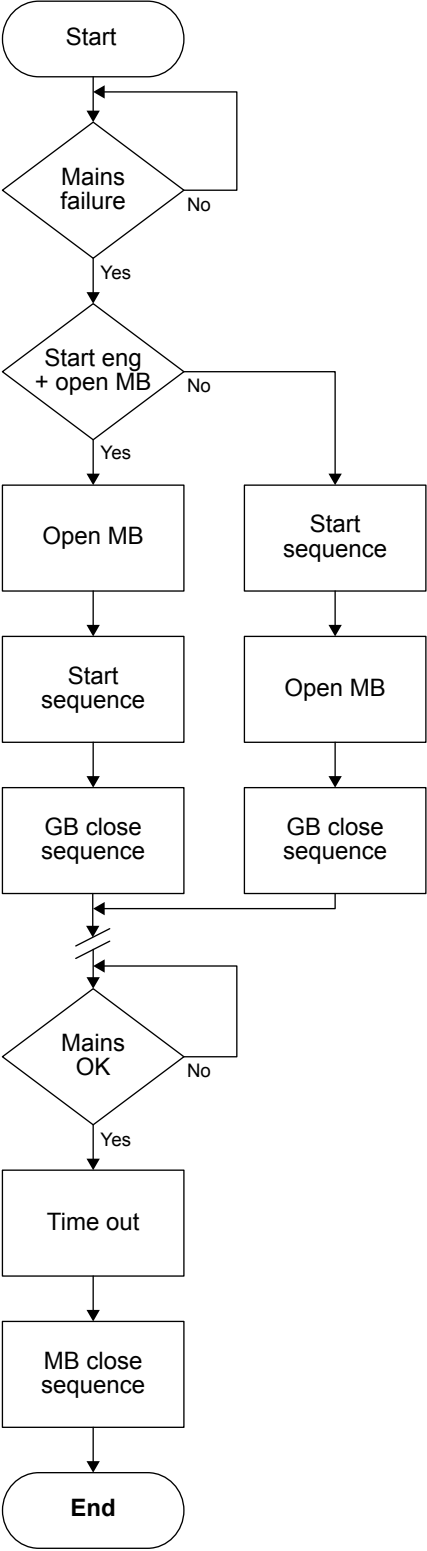 Start
Mains
failure
No
Yes
Start eng
+ open MB
No
Yes
Open MB
Start
sequence
Start
sequence
Open MB
GB close
sequence
GB close
sequence
Mains
OK
No
Yes
Time out
MB close
sequence
End